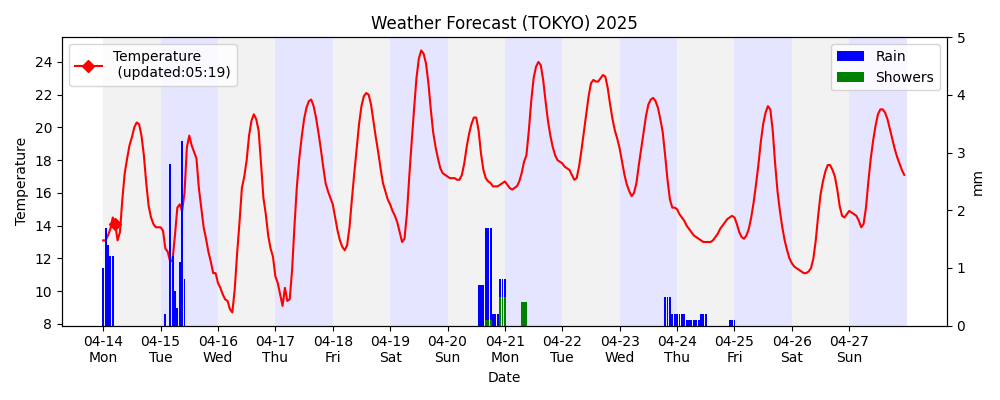 Weather Forecast (TOKYO) 2025
Temperature
(updated:05:19)
Rain
Showers
24
22
20
18
16
14
12
10
8
Temperature
5
4
3
2
1
0
mm
04-14 04-15 04-16 04-17 04-18 04-19 04-20 04-21 04-22 04-23 04-24 04-25 04-26 04-27
Mon Tue Wed Thu Fri Sat Sun Mon Tue Wed Thu Fri Sat Sun
Date